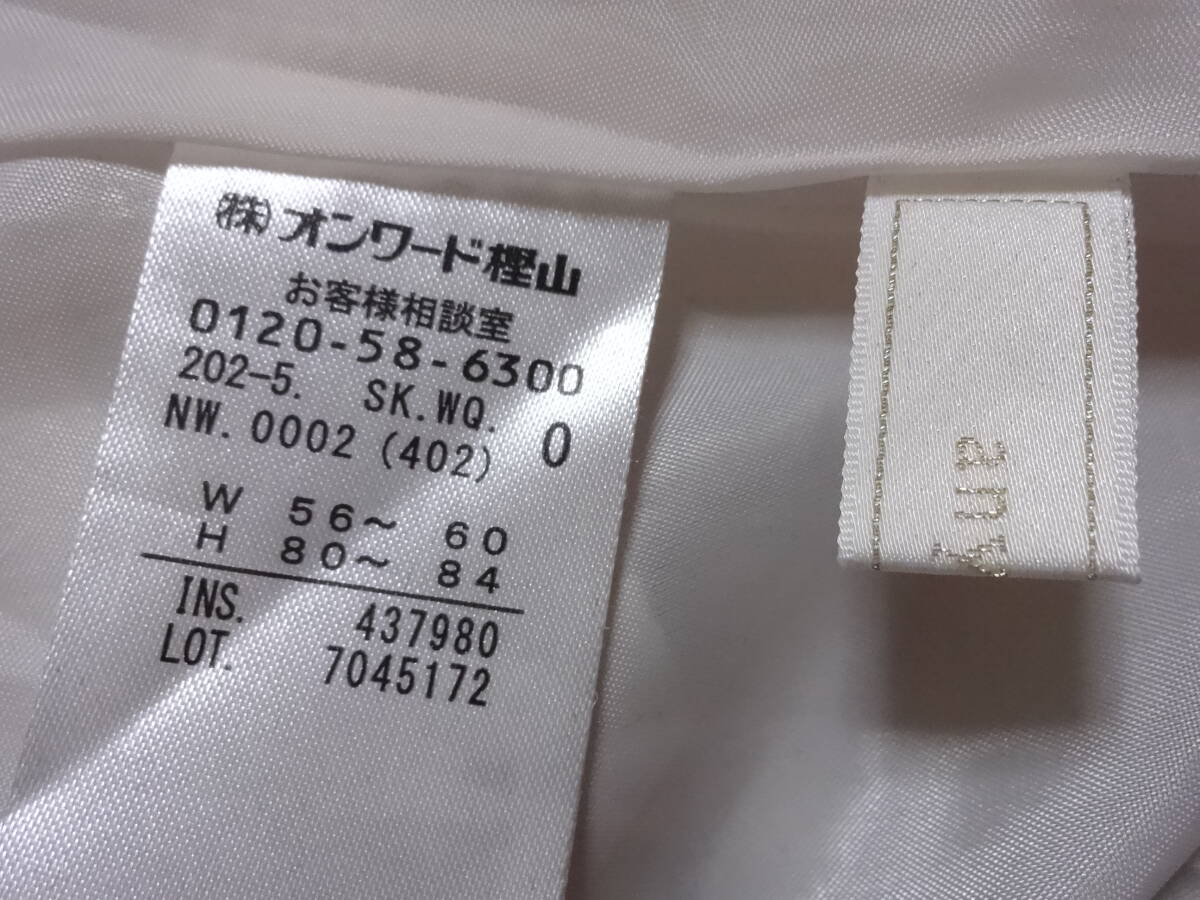 ㈱オンワード樫山
お客様相談室
0120-58-6300
202-5. SK.WQ.
NW. 0002 (402) 0
W 56~ 60
H 80~ 84
INS. 437980
LOT. 7045172
any